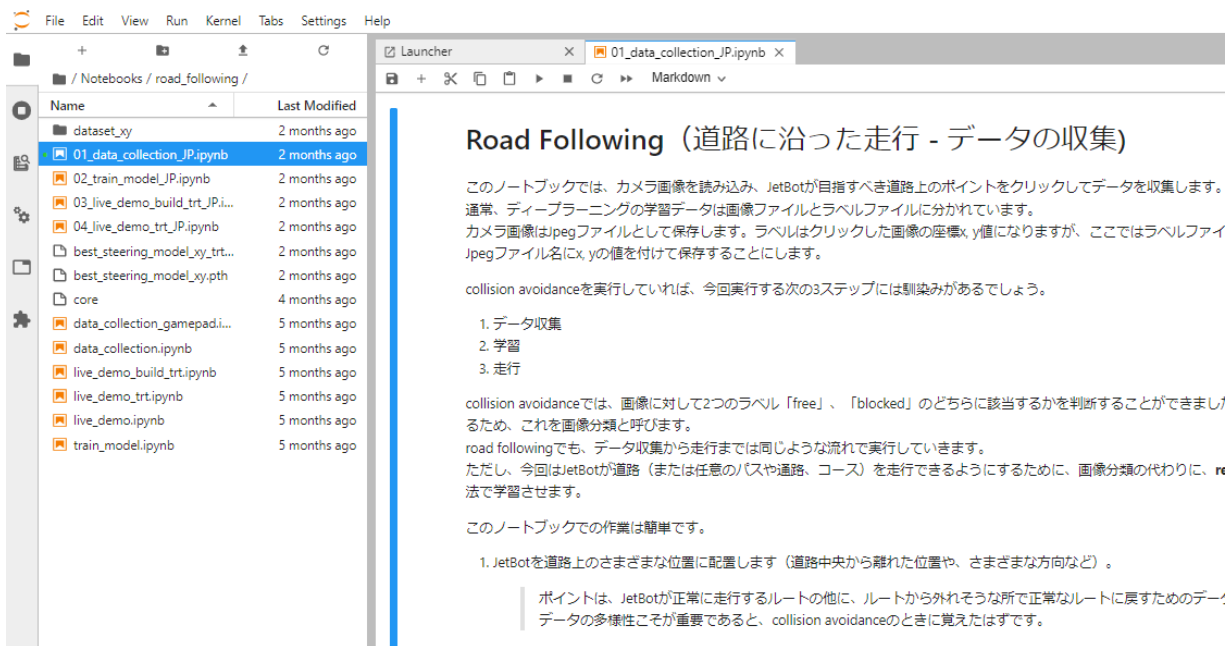 File Edit View Run Kernel Tabs Settings Help
/ Notebooks / road_following /
Name Last Modified
dataset_xy 2 months ago
01_data_collection_JP.ipynb 2 months ago
02_train_model_JP.ipynb 2 months ago
03_live_demo_build_trt_JP.i... 2 months ago
04_live_demo_trt_JP.ipynb 2 months ago
best_steering_model_xy_trt... 2 months ago
best_steering_model_xy.pth 2 months ago
core 4 months ago
data_collection_gamepad.i... 5 months ago
data_collection.ipynb 5 months ago
live_demo_build_trt.ipynb 5 months ago
live_demo_trt.ipynb 5 months ago
live_demo.ipynb 5 months ago
train_model.ipynb 5 months ago
Launcher 01_data_collection_JP.ipynb
Markdown
Road Following（道路に沿った走行 - データの収集)
このノートブックでは、カメラ画像を読み込み、JetBotが目指すべき道路上のポイントをクリックしてデータを収集します。
通常、ディープラーニングの学習データは画像ファイルとラベルファイルに分かれています。
カメラ画像はJpegファイルとして保存します。ラベルはクリックした画像の座標x, y値になりますが、ここではラベルファイ
Jpegファイル名にx, yの値を付けて保存することにします。
collision avoidanceを実行していれば、今回実行する次の3ステップには馴染みがあるでしょう。
1. データ収集
2. 学習
3. 走行
collision avoidanceでは、画像に対して2つのラベル「free」、「blocked」のどちらに該当するかを判断することができまし
るため、これを画像分類と呼びます。
road followingでも、データ収集から走行までは同じような流れで実行していきます。
ただし、今回はJetBotが道路（または任意のパスや通路、コース）を走行できるようにするために、画像分類の代わりに、re
法で学習させます。
このノートブックでの作業は簡単です。
1. JetBotを道路上のさまざまな位置に配置します（道路中央から離れた位置や、さまざまな方向など）。
ポイントは、JetBotが正常に走行するルートの他に、ルートから外れそうな所で正常なルートに戻すためのデー
データの多様性こそが重要であると、collision avoidanceのときに覚えたはずです。